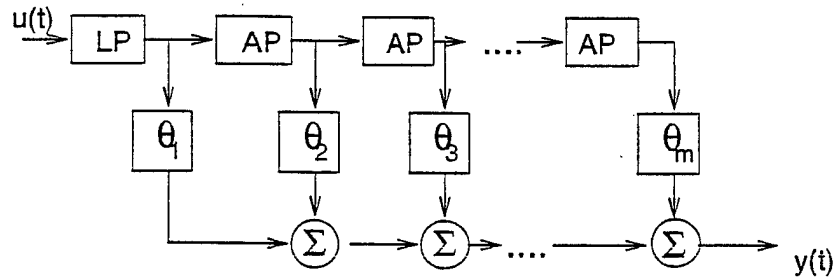 u(t)
LP AP AP .... AP
θ1 θ2 θ3 θm
Σ Σ .... Σ
y(t)